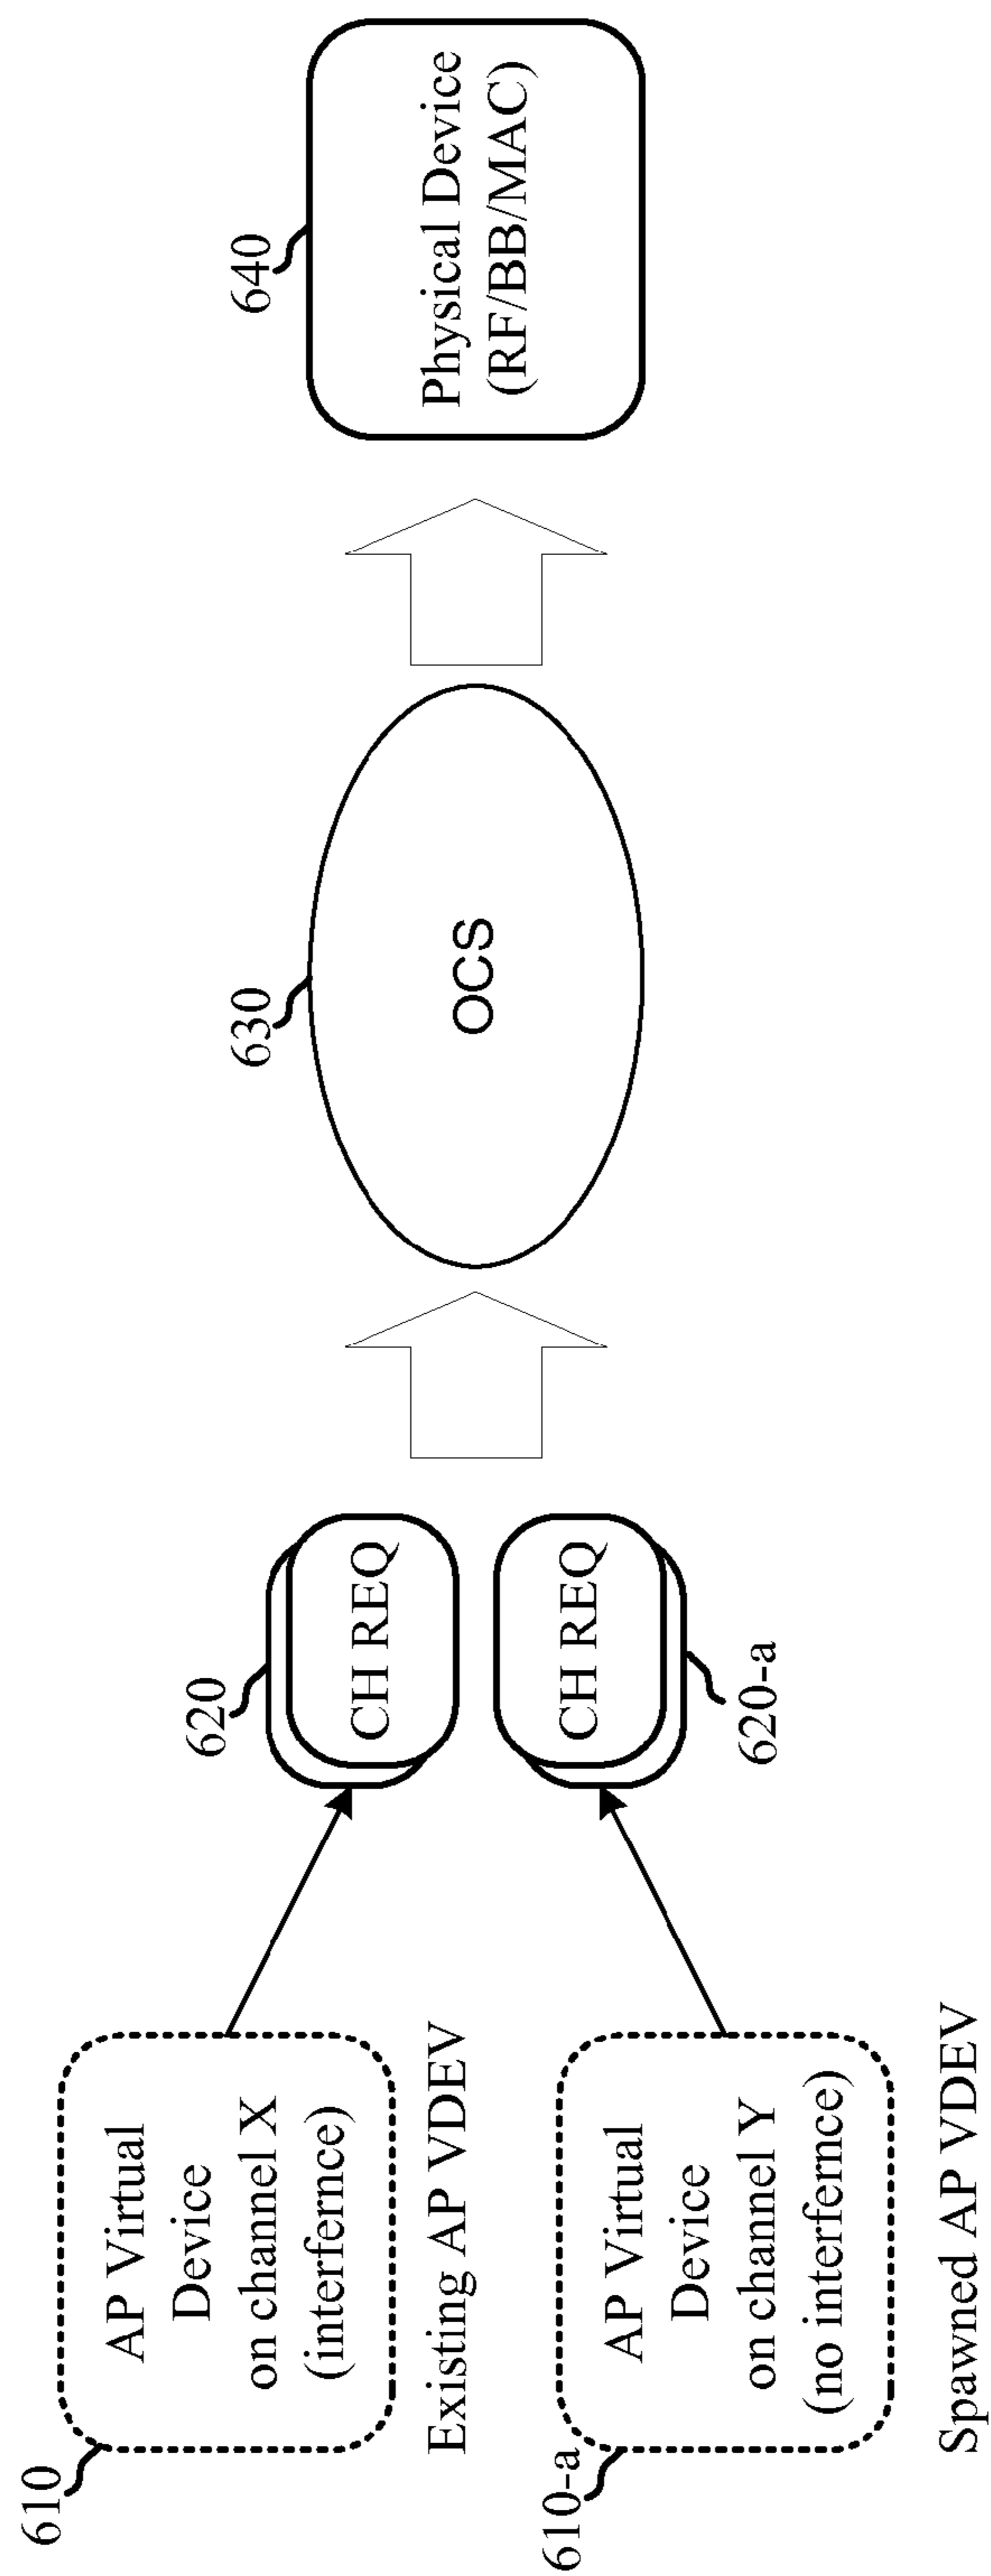 610
AP Virtual
Device
on channel X
(interfernce)
Existing AP VDEV
610-a
AP Virtual
Device
on channel Y
(no interfernce)
Spawned AP VDEV
620
CH REQ
CH REQ
620-a
630
OCS
640
Physical Device
(RF/BB/MAC)